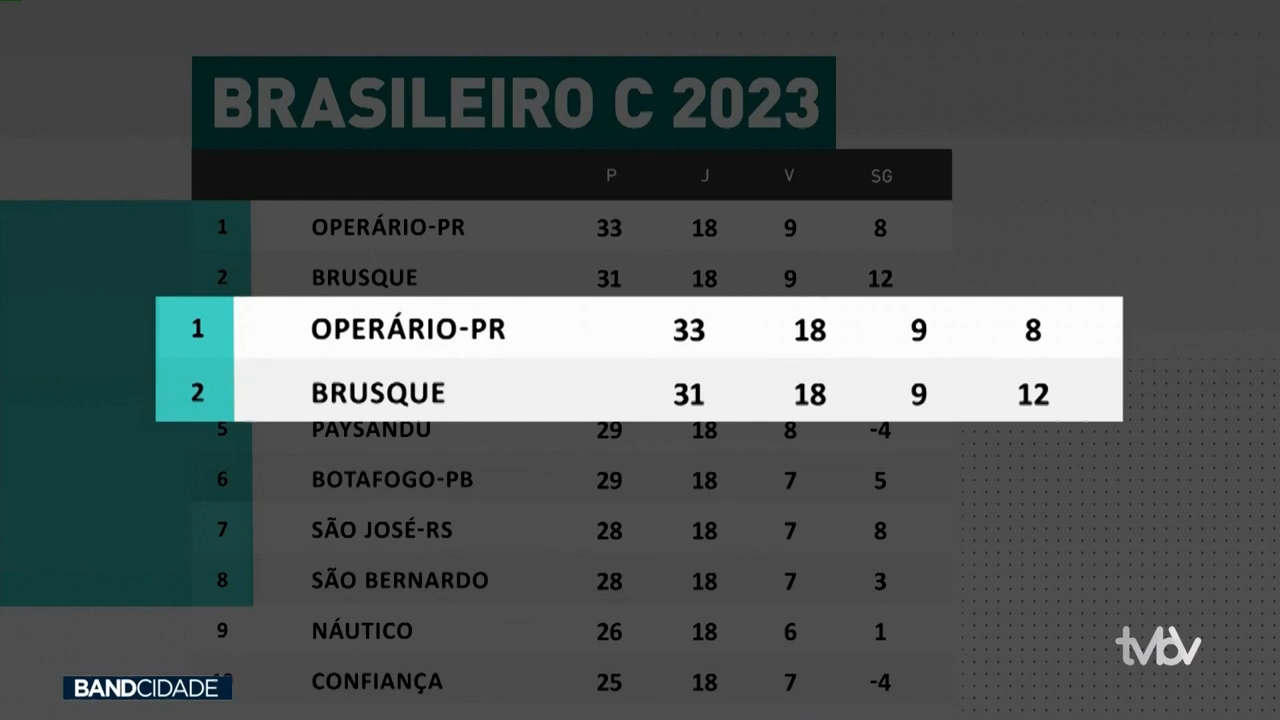 BRASILEIRO C 2023
P J V SG
1 OPERÁRIO-PR 33 18 9 8
2 BRUSQUE 31 18 9 12
1 OPERÁRIO-PR 33 18 9 8
2 BRUSQUE 31 18 9 12
5 PAYSANDU 29 18 8 -4
6 BOTAFOGO-PB 29 18 7 5
7 SÃO JOSÉ-RS 28 18 7 8
8 SÃO BERNARDO 28 18 7 3
9 NÁUTICO 26 18 6 1
CONFIANÇA 25 18 7 -4
tvbv
BANDCIDADE